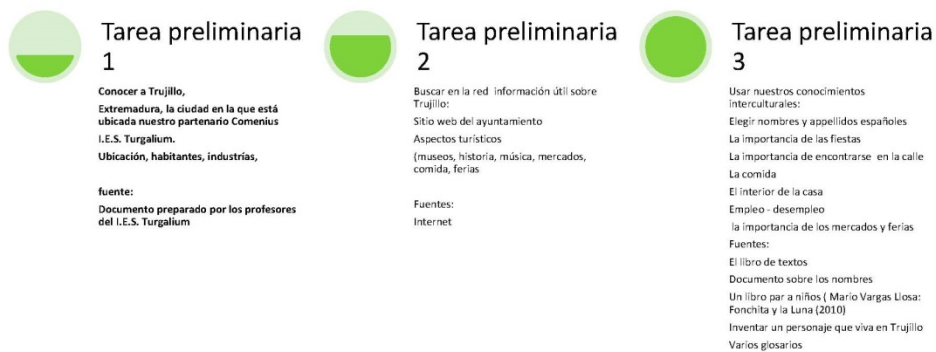 Tarea preliminaria
1
Conocer a Trujillo,
Extremadura, la ciudad en la que está
ubicada nuestro partenario Comenius
I.E.S. Turgalium.
Ubicación, habitantes, industrías,
fuente:
Documento preparado por los profesores
del I.E.S. Turgalium
Tarea preliminaria
2
Buscar en la red información útil sobre
Trujillo:
Sitio web del ayuntamiento
Aspectos turísticos
(museos, historia, música, mercados,
comida, ferias
Fuentes:
Internet
Tarea preliminaria
3
Usar nuestros conocimientos
interculturales:
Elegir nombres y appellidos españoles
La importancia de las fiestas
La importancia de encontrarse en la calle
La comida
El interior de la casa
Empleo - desempleo
la importancia de los mercados y ferias
Fuentes:
El libro de textos
Documento sobre los nombres
Un libro par a niños ( Mario Vargas Llosa:
Fonchita y la Luna (2010)
Inventar un personaje que viva en Trujillo
Varios glosarios